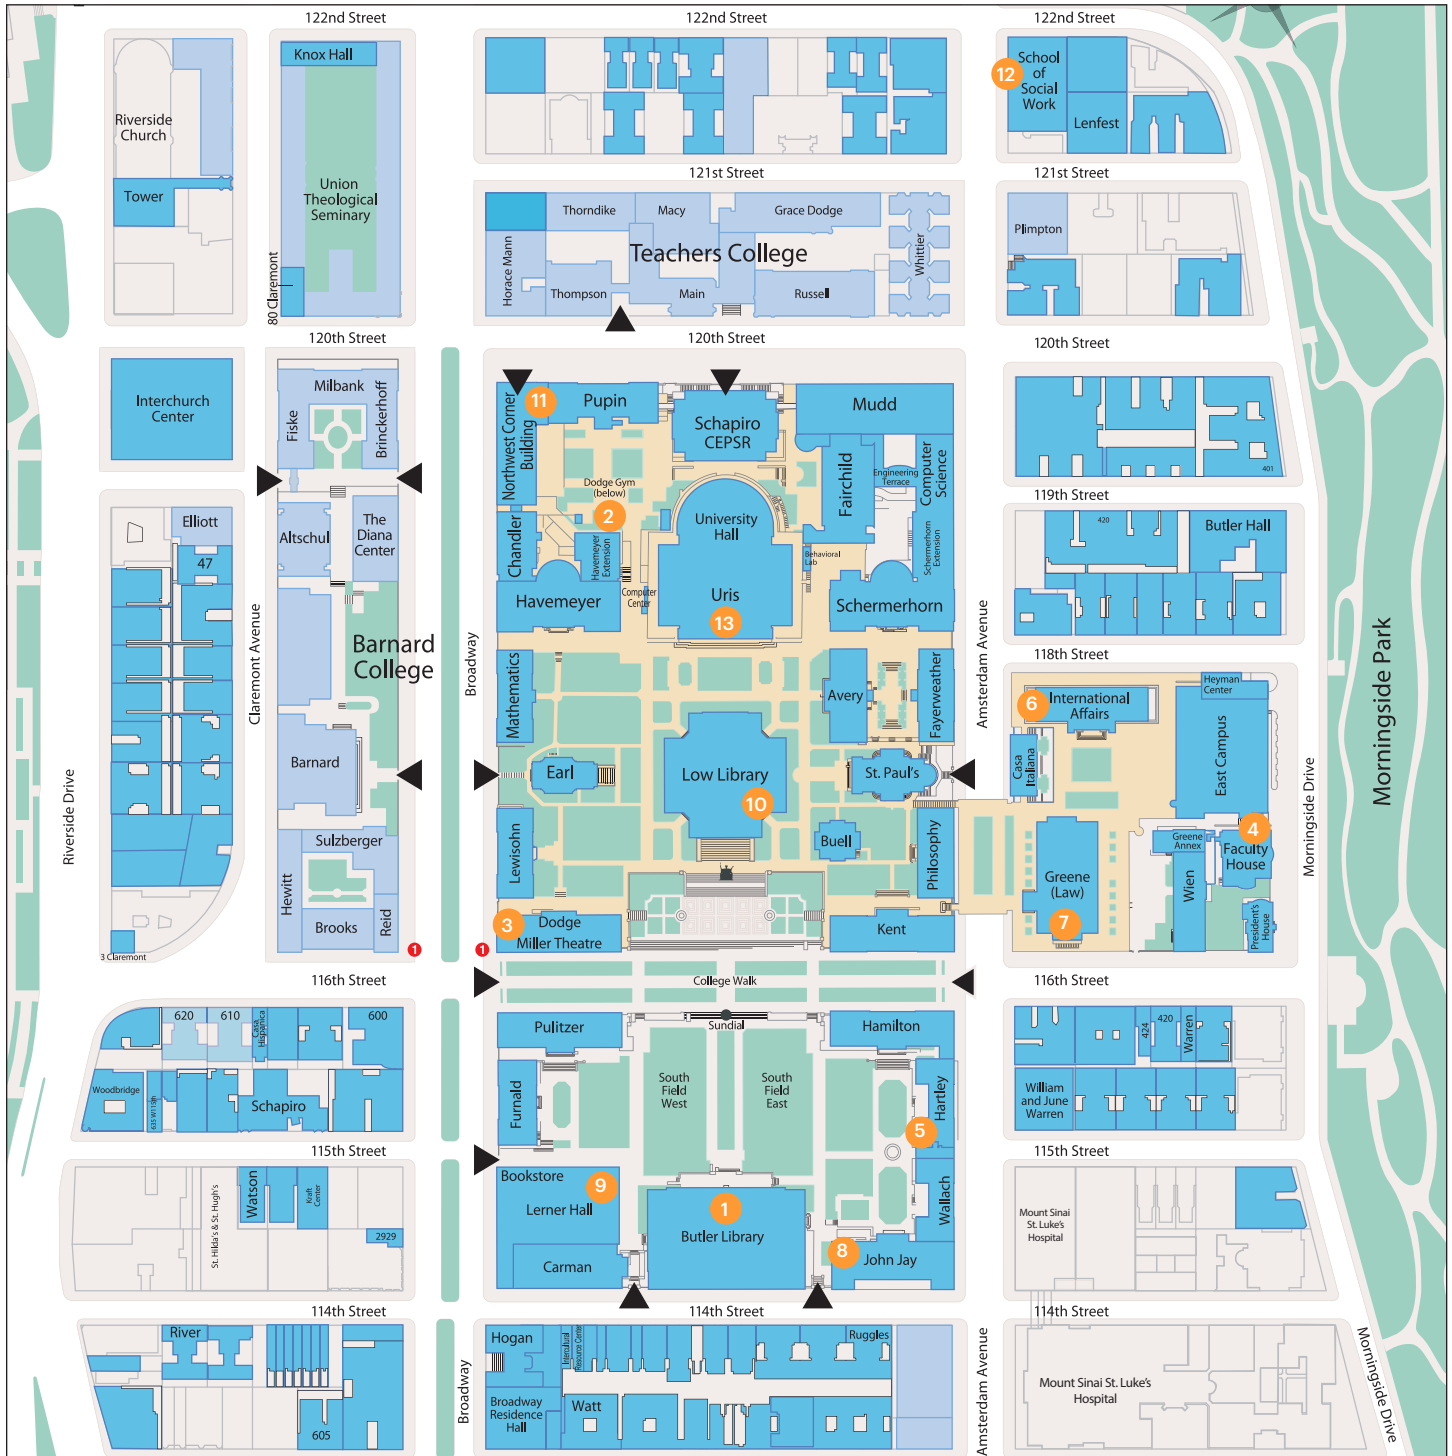 122nd Street
122nd Street
122nd Street
Knox Hall
Riverside
Church
Tower
Union
Theological
Seminary
80 Claremont
12
School
of
Social
Work
Lenfest
121st Street
121st Street
Thorndike
Macy
Grace Dodge
Horace Mann
Teachers College
Whittier
Thompson
Main
Russell
Plimpton
120th Street
120th Street
120th Street
Interchurch
Center
Milbank
Fiske
Brinckerhoff
Altschul
The
Diana
Center
Elliott
47
Claremont Avenue
Riverside Drive
Barnard
College
Barnard
Sulzberger
Hewitt
Brooks
Reid
1
3 Claremont
Broadway
1
Northwest Corner
Building
11
Pupin
Schapiro
CEPSR
Mudd
Dodge Gym
(below)
2
University
Hall
Uris
13
Fairchild
Engineering
Terrace
Computer
Science
Schermerhorn
Extension
Behavioral
Lab
Chandler
Havemeyer
Extension
Computer
Center
Havemeyer
Schermerhorn
Mathematics
Avery
Fayerweather
Earl
Low Library
10
St. Paul's
Lewisohn
Buell
Philosophy
3
Dodge
Miller Theatre
Kent
Amsterdam Avenue
401
119th Street
420
Butler Hall
118th Street
6
International
Affairs
Heyman
Center
Casa
Italiana
East Campus
Greene
Annex
4
Faculty
House
Greene
(Law)
7
Wien
President's
House
Morningside Drive
Morningside Park
116th Street
College Walk
116th Street
620
610
Casa
Hispanica
600
Woodbridge
635 W115th
Schapiro
Pulitzer
Sundial
Hamilton
Furnald
South
Field
West
South
Field
East
Hartley
5
424
420
Warren
William
and June
Warren
115th Street
115th Street
St. Hilda's & St. Hugh's
Watson
Kraft
Center
2929
Bookstore
9
Lerner Hall
Carman
1
Butler Library
Wallach
8
John Jay
Mount Sinai
St. Luke's
Hospital
114th Street
114th Street
114th Street
River
605
Broadway
Hogan
Intercultural
Resource Center
Ruggles
Broadway
Residence
Hall
Watt
Amsterdam Avenue
Mount Sinai St. Luke's
Hospital
Morningside Drive